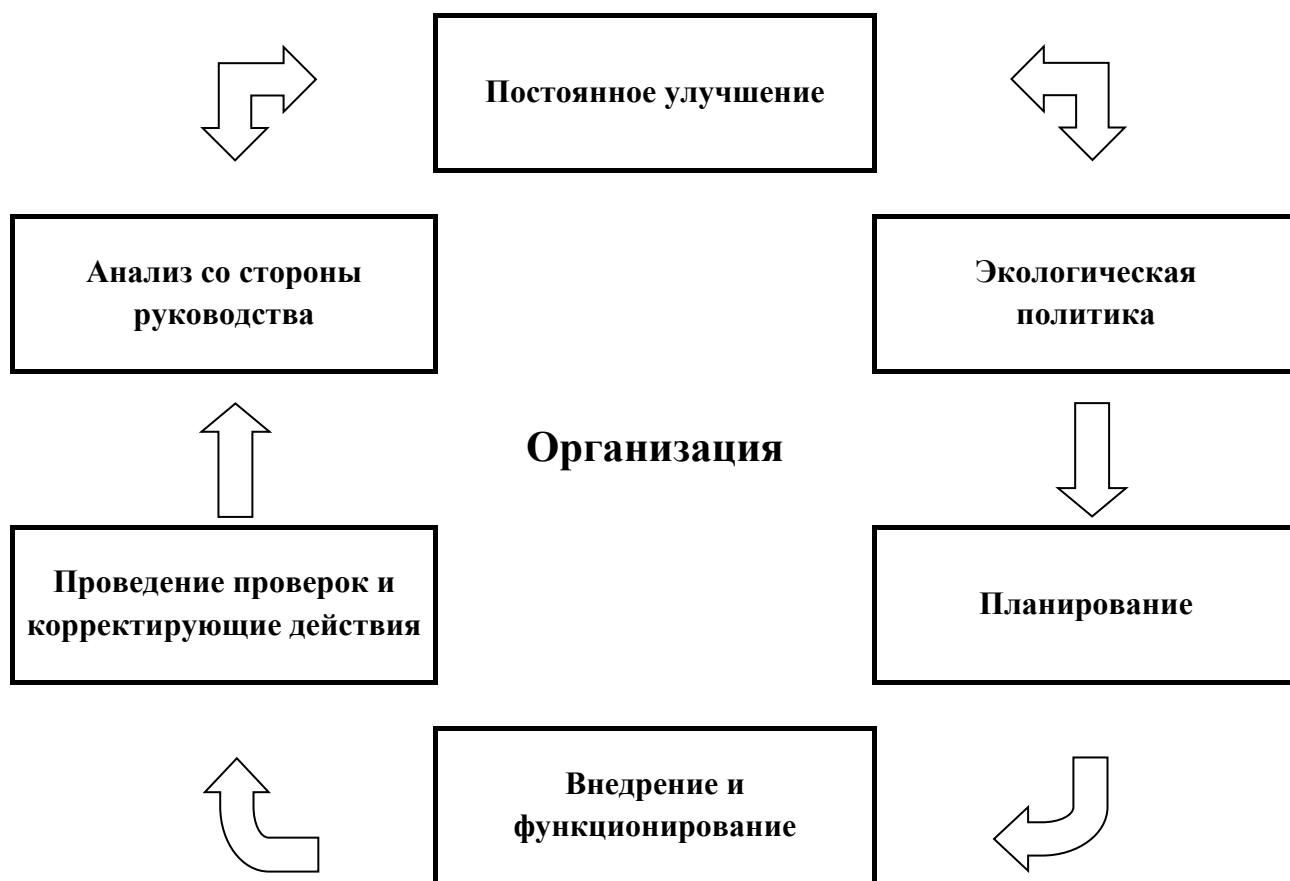 Постоянное улучшение
Анализ со стороны
руководства
Экологическая
политика
Организация
Проведение проверок и
корректирующие действия
Планирование
Внедрение и
функционирование